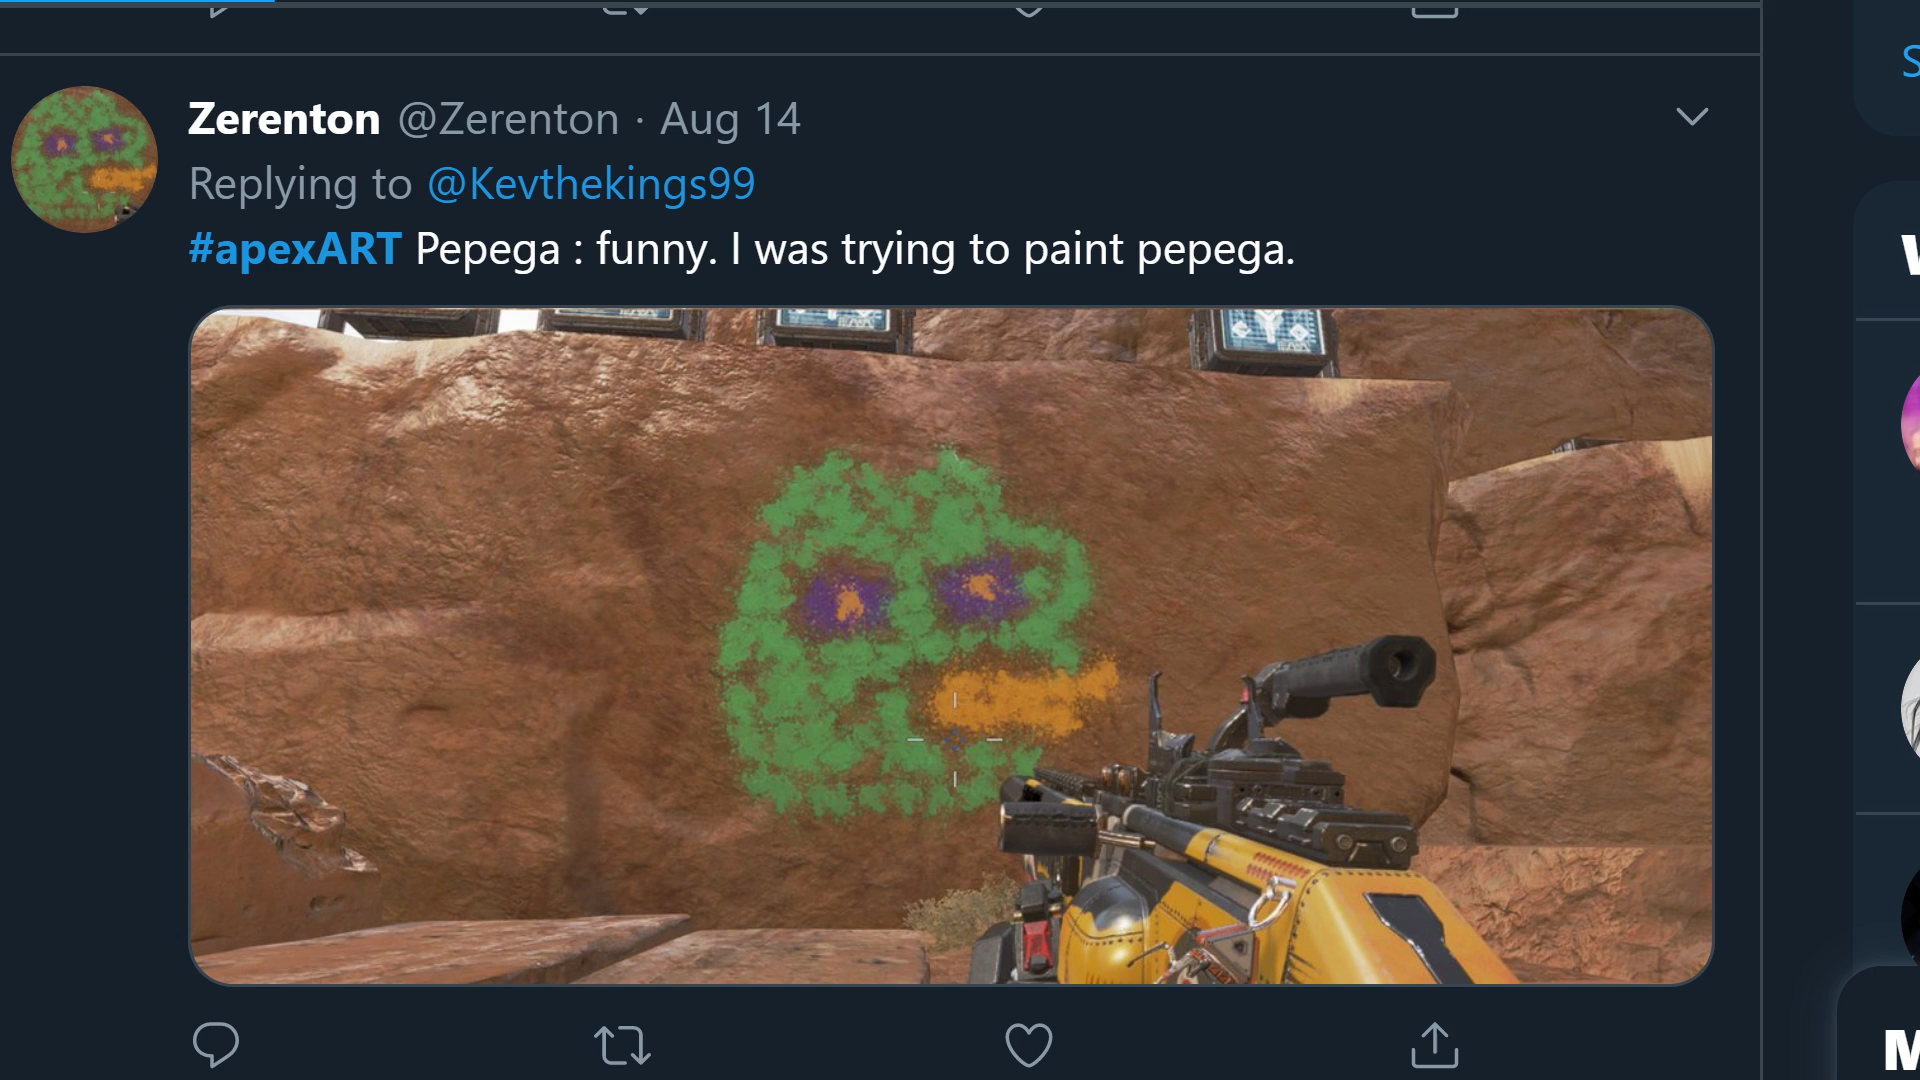 Zerenton @Zerenton · Aug 14
Replying to @Kevthekings99
#apexART Pepega : funny. I was trying to paint pepega.